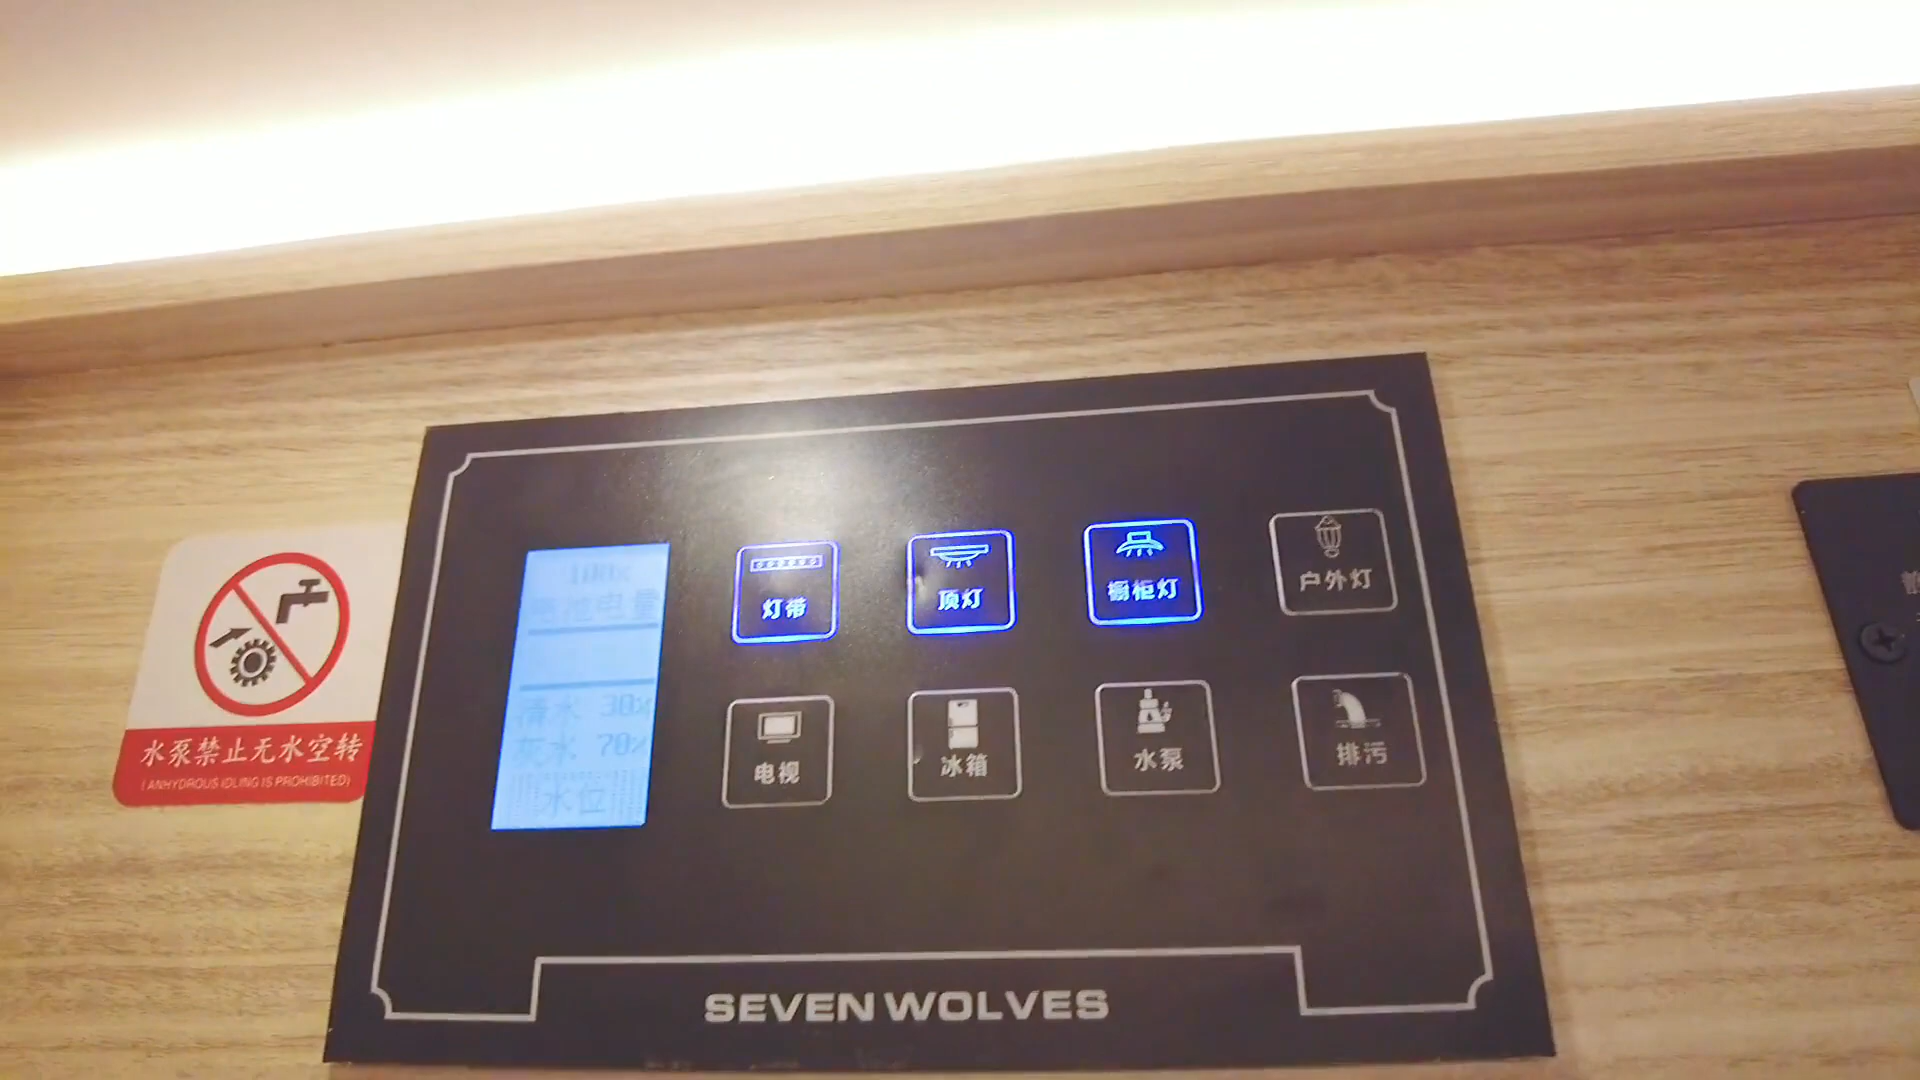 100%
电池电量
清水 30%
灰水 70%
水位
灯带
顶灯
橱柜灯
户外灯
电视
冰箱
水泵
排污
SEVEN WOLVES
水泵禁止无水空转
(ANHYDROUS IDLING IS PROHIBITED)